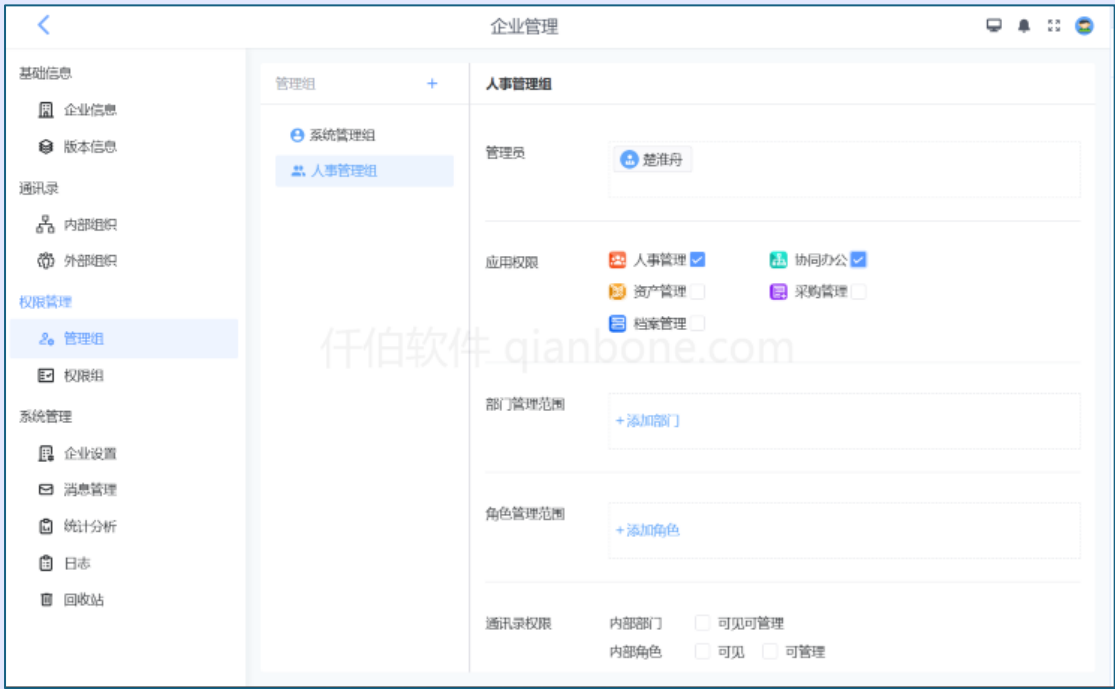 企业管理
基础信息
企业信息
版本信息
通讯录
内部组织
外部组织
权限管理
管理组
权限组
系统管理
企业设置
消息管理
统计分析
日志
回收站
管理组 +
系统管理组
人事管理组
人事管理组
管理员 楚淮舟
应用权限 人事管理 协同办公
资产管理 采购管理
档案管理
仟伯软件 qianbone.com
部门管理范围 +添加部门
角色管理范围 +添加角色
通讯录权限 内部部门 可见可管理
内部角色 可见 可管理